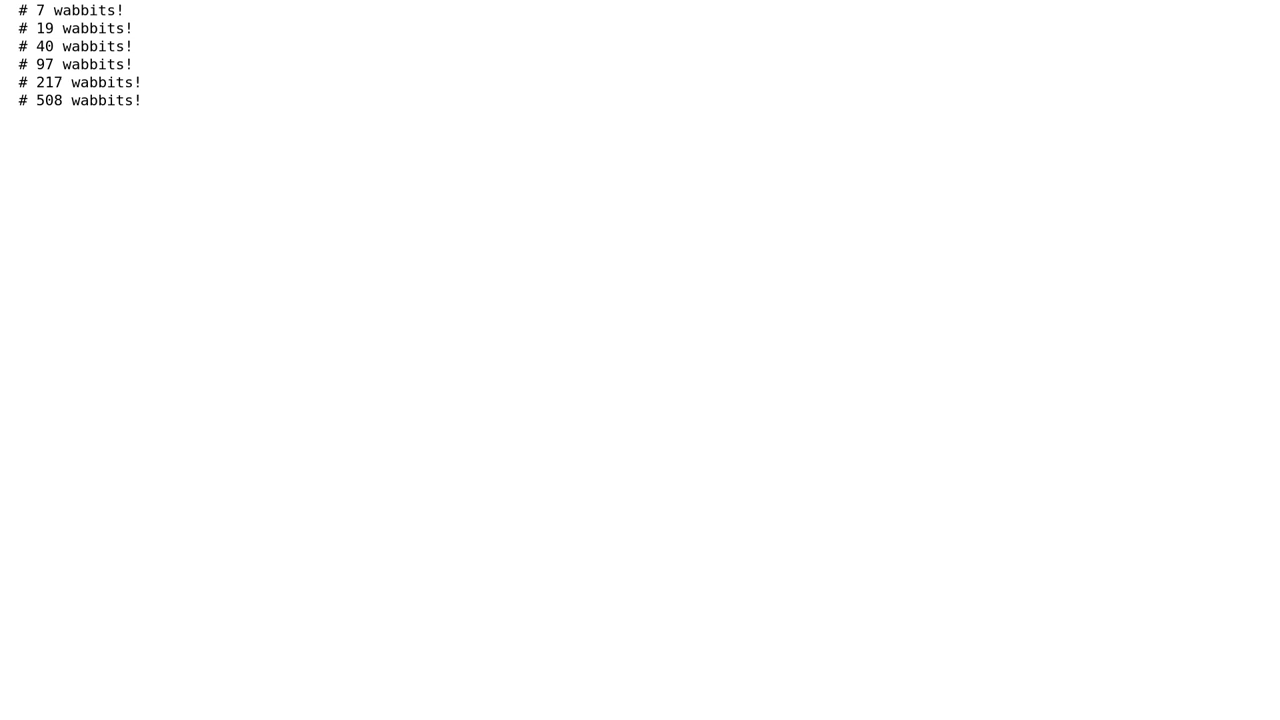 # 7 wabbits!
# 19 wabbits!
# 40 wabbits!
# 97 wabbits!
# 217 wabbits!
# 508 wabbits!